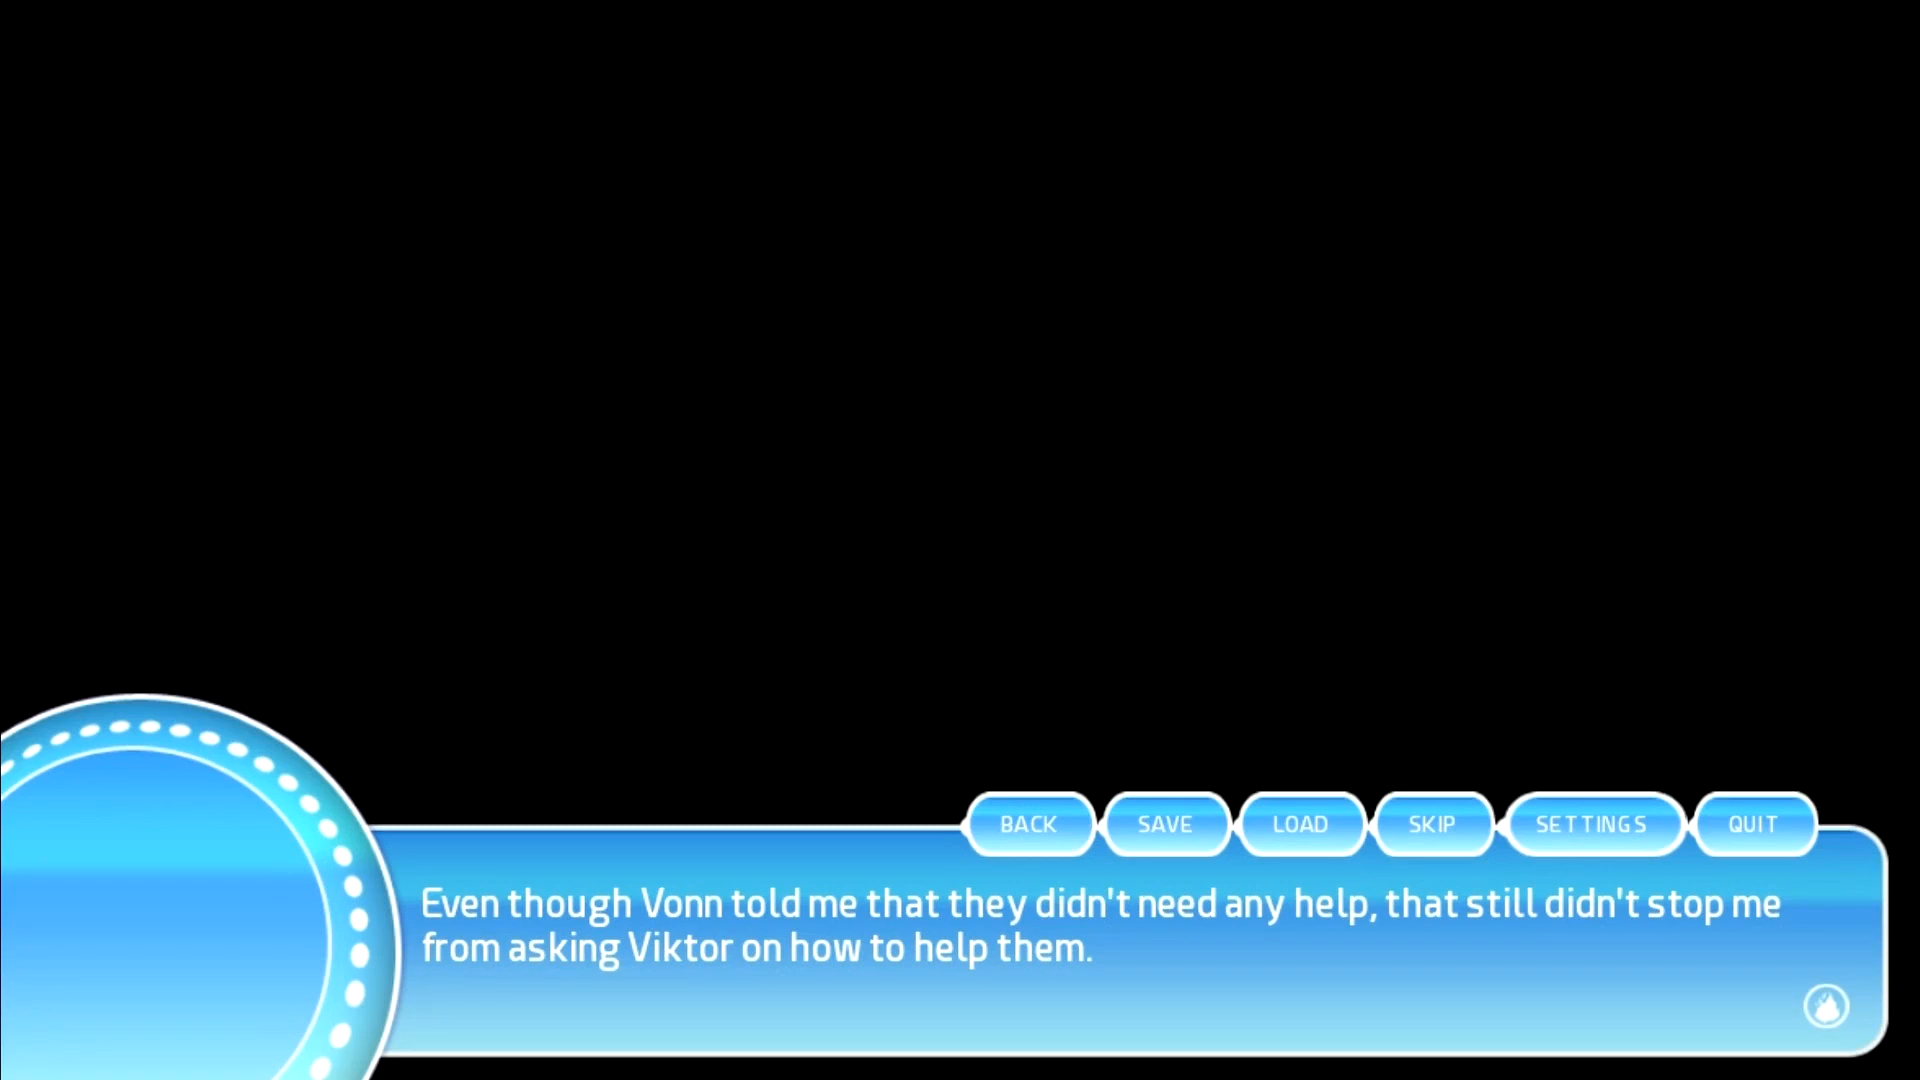 BACK SAVE LOAD SKIP SETTINGS QUIT
Even though Vonn told me that they didn't need any help, that still didn't stop me
from asking Viktor on how to help them.